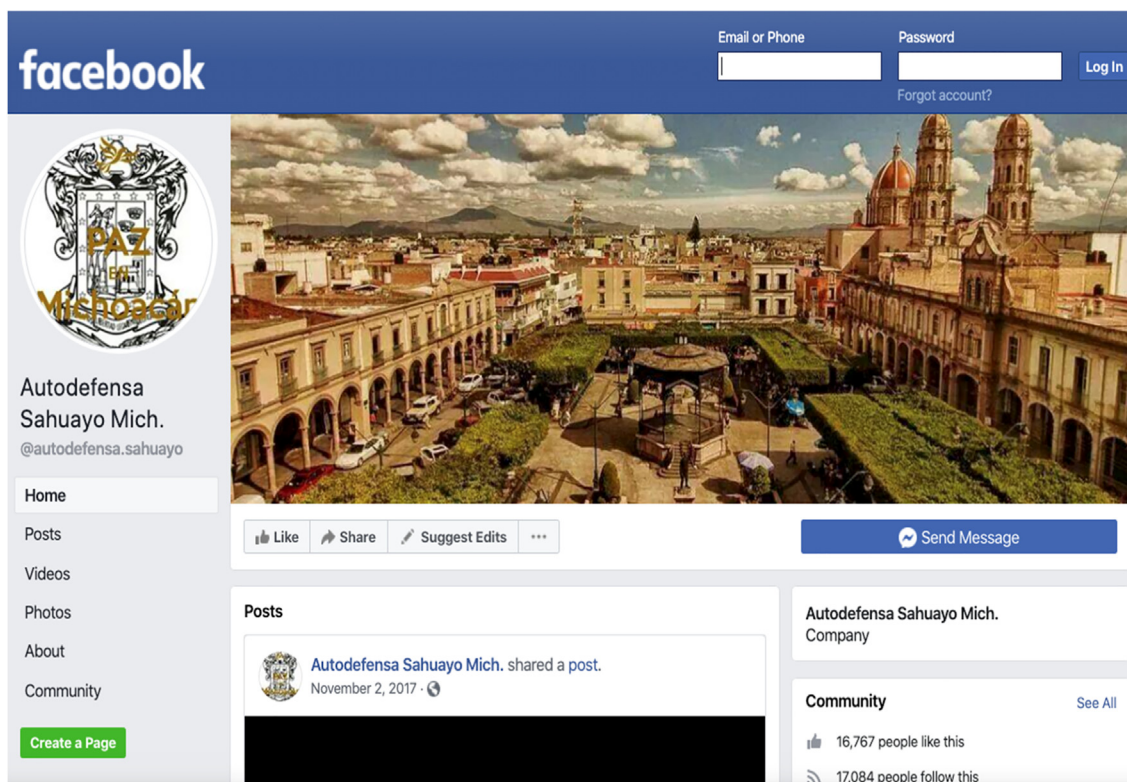 facebook
Email or Phone
Password
Log In
Forgot account?
PAZ
EN
Michoacán
Autodefensa
Sahuayo Mich.
@autodefensa.sahuayo
Home
Posts
Videos
Photos
About
Community
Create a Page
Like
Share
Suggest Edits
Send Message
Posts
Autodefensa Sahuayo Mich. shared a post.
November 2, 2017
Autodefensa Sahuayo Mich.
Company
Community
See All
16,767 people like this
17,084 people follow this